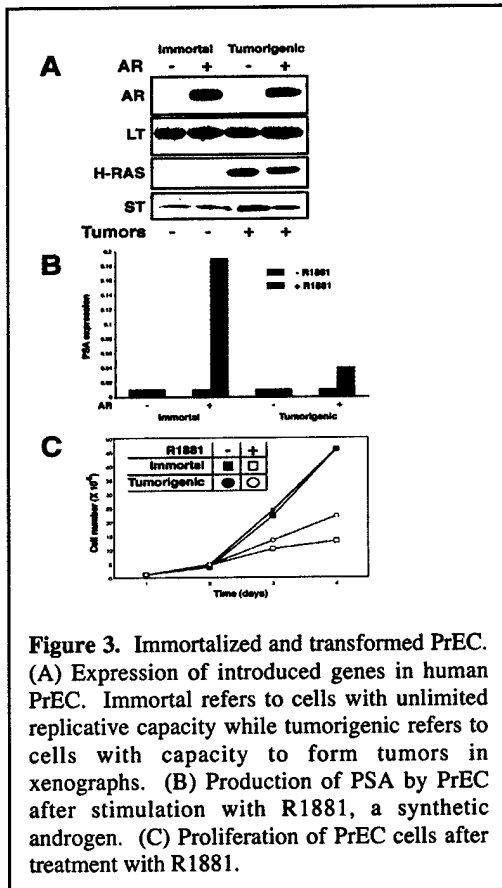 Immortal Tumorigenic
A
AR - + - +
AR
LT
H-RAS
ST
Tumors - - + +
B
- R1881
+ R1881
PSA expression
AR - + - +
Immortal Tumorigenic
C
R1881 - +
Immortal
Tumorigenic
Cell number (X 10
Time (days)
Figure 3. Immortalized and transformed PrEC.
(A) Expression of introduced genes in human
PrEC. Immortal refers to cells with unlimited
replicative capacity while tumorigenic refers to
cells with capacity to form tumors in
xenographs. (B) Production of PSA by PrEC
after stimulation with R1881, a synthetic
androgen. (C) Proliferation of PrEC cells after
treatment with R1881.